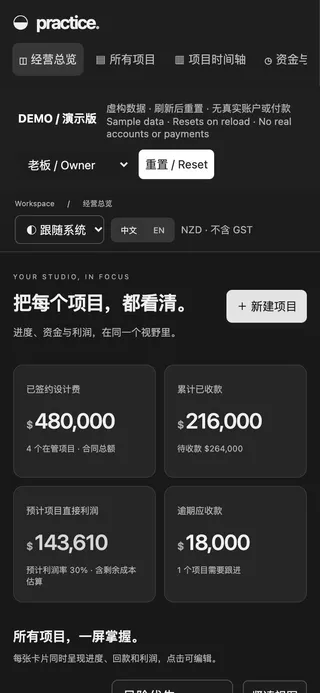 practice.
经营总览 所有项目 项目时间轴 资金与
DEMO / 演示版
虚构数据 · 刷新后重置 · 无真实账户或付款
Sample data · Resets on reload · No real
accounts or payments
老板 / Owner 重置 / Reset
Workspace / 经营总览
跟随系统 中文 EN NZD · 不含 GST
YOUR STUDIO, IN FOCUS
把每个项目，都看清。
+ 新建项目
进度、资金与利润，在同一个视野里。
已签约设计费
$480,000
4 个在管项目 · 合同总额
累计已收款
$216,000
待收款 $264,000
预计项目直接利润
$143,610
预计利润率 30% · 含剩余成本
估算
逾期应收款
$18,000
1 个项目需要跟进
所有项目，一屏掌握。
每张卡片同时呈现进度、回款和利润，点击可编辑。